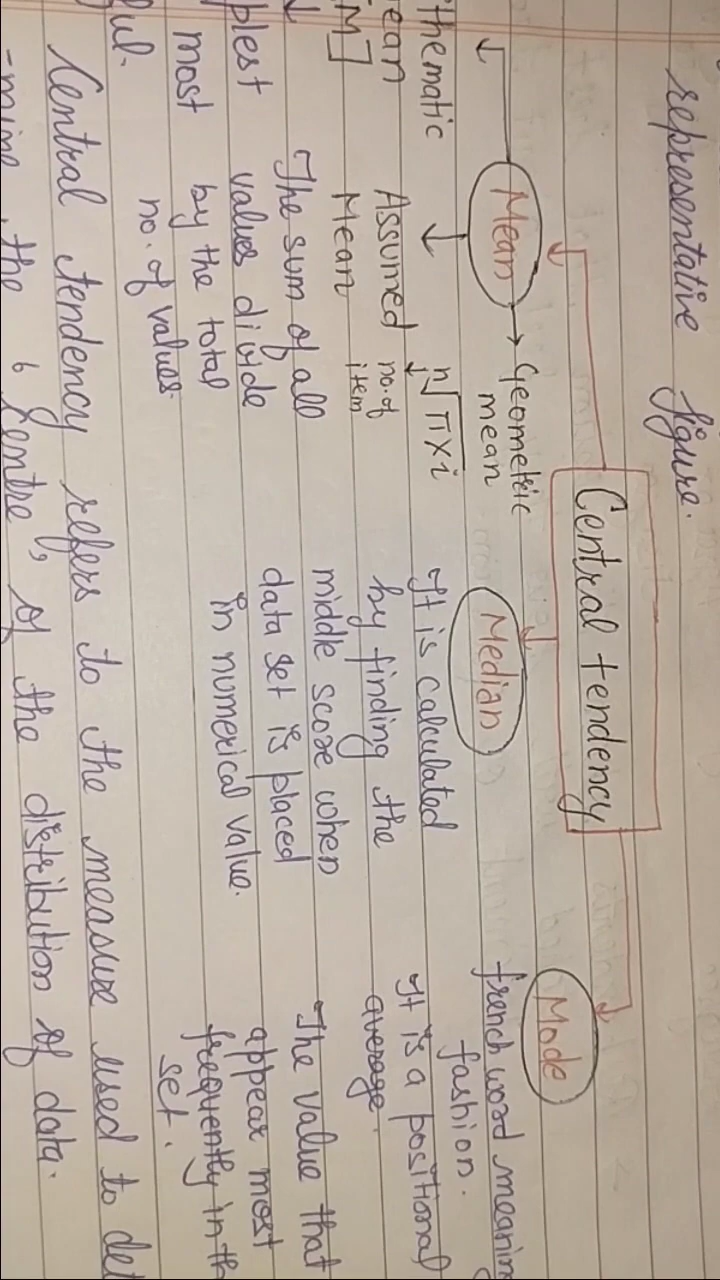 representative figure.
Central tendency
Mean → Geometric mean
n√π×i
no. of item
thematic
ean
M]
plest
most
ful.
Assumed Mean
The sum of all
values divide
by the total
no. of values.
Median
It is calculated
by finding the
middle score when
data set is placed
in numerical value.
Mode
french word meanin
fashion.
It is a positional
average.
The value that
appear most
frequently in th
set.
Central tendency refers to the measure used to det
-mine the 'Centre' of the distribution of data.